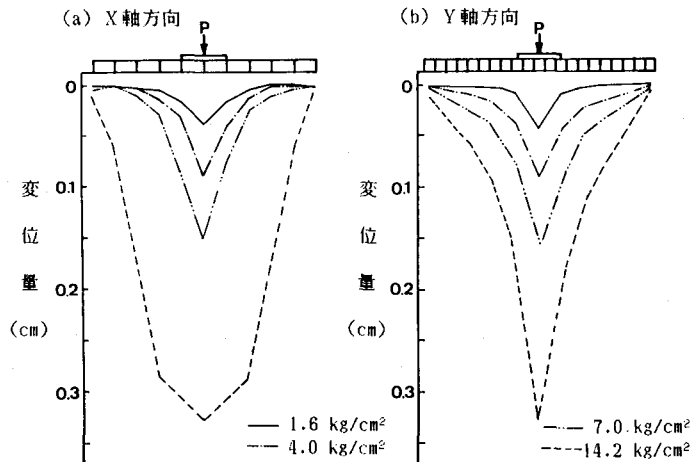 (a) X軸方向
P
0
0.1
0.2
0.3
変位量
(cm)
1.6 kg/cm²
4.0 kg/cm²
(b) Y軸方向
P
0
0.1
0.2
0.3
変位量
(cm)
7.0 kg/cm²
14.2 kg/cm²